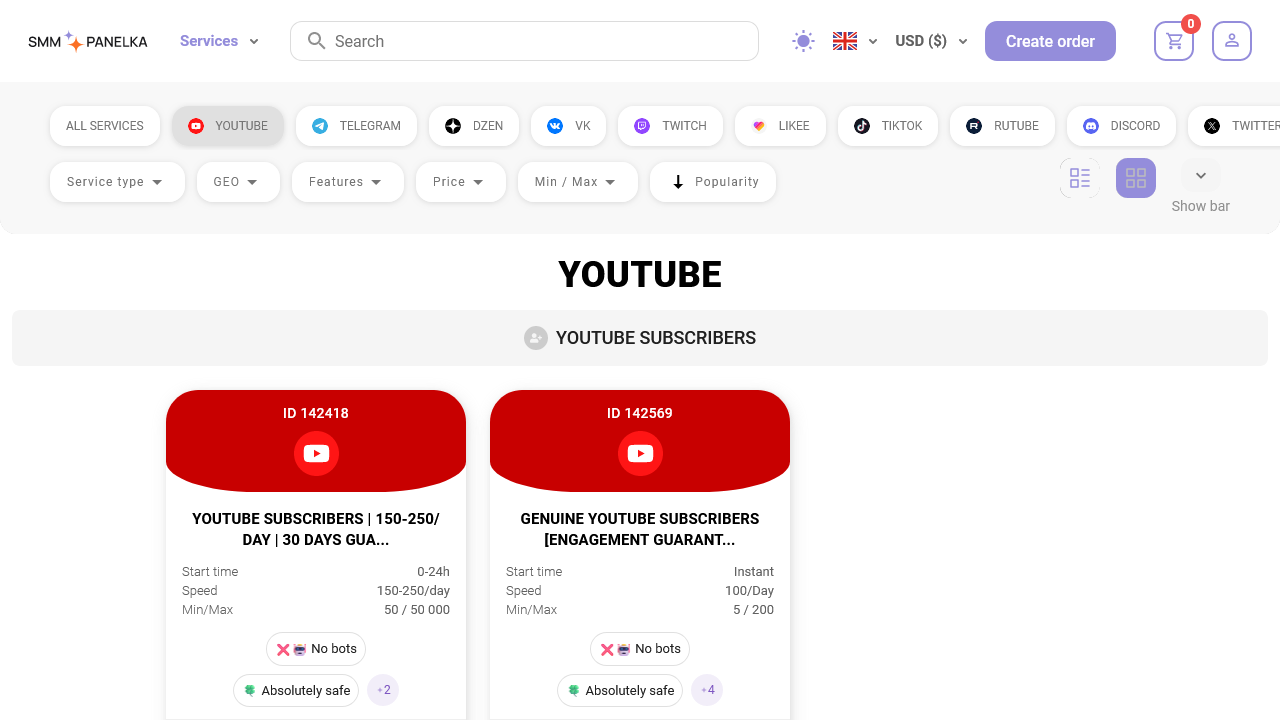 SMM PANELKA
Services
Search
USD ($)
Create order
0
ALL SERVICES
YOUTUBE
TELEGRAM
DZEN
VK
TWITCH
LIKEE
TIKTOK
RUTUBE
DISCORD
TWITTER
Service type
GEO
Features
Price
Min / Max
Popularity
Show bar
YOUTUBE
YOUTUBE SUBSCRIBERS
ID 142418
YOUTUBE SUBSCRIBERS | 150-250/
DAY | 30 DAYS GUA...
Start time 0-24h
Speed 150-250/day
Min/Max 50 / 50 000
No bots
Absolutely safe
+2
ID 142569
GENUINE YOUTUBE SUBSCRIBERS
[ENGAGEMENT GUARANT...
Start time Instant
Speed 100/Day
Min/Max 5 / 200
No bots
Absolutely safe
+4